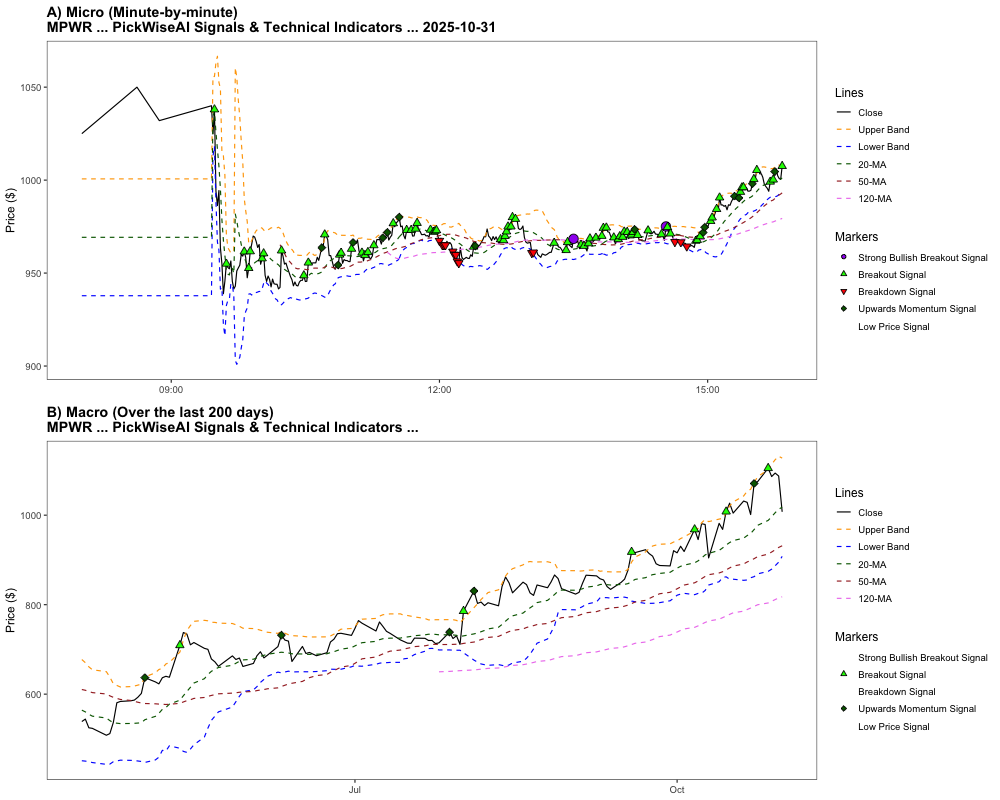 A) Micro (Minute-by-minute)
MPWR ... PickWiseAI Signals & Technical Indicators ... 2025-10-31
Price ($)
1050
1000
950
900
09:00
12:00
15:00
Lines
Close
Upper Band
Lower Band
20-MA
50-MA
120-MA
Markers
Strong Bullish Breakout Signal
Breakout Signal
Breakdown Signal
Upwards Momentum Signal
Low Price Signal
B) Macro (Over the last 200 days)
MPWR ... PickWiseAI Signals & Technical Indicators ...
Price ($)
1000
800
600
Jul
Oct
Lines
Close
Upper Band
Lower Band
20-MA
50-MA
120-MA
Markers
Strong Bullish Breakout Signal
Breakout Signal
Breakdown Signal
Upwards Momentum Signal
Low Price Signal